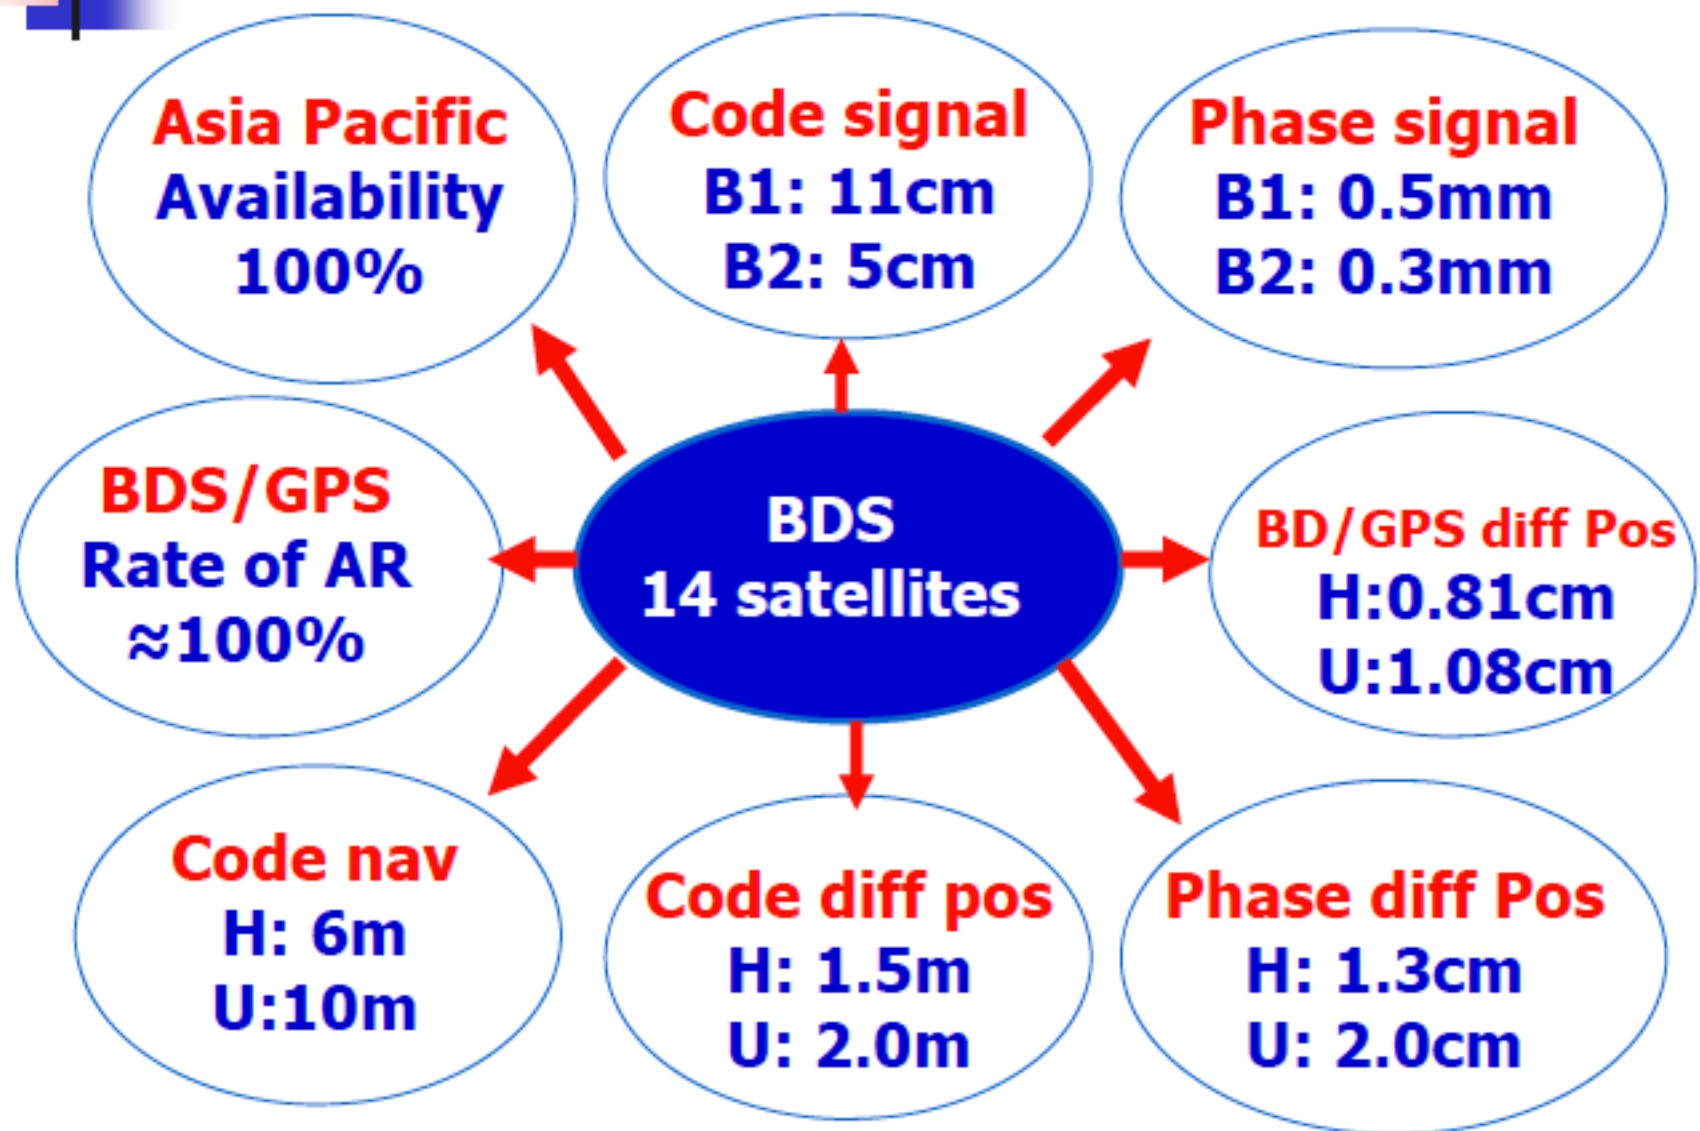 Asia Pacific
Availability
100%
Code signal
B1: 11cm
B2: 5cm
Phase signal
B1: 0.5mm
B2: 0.3mm
BDS/GPS
Rate of AR
≈100%
BDS
14 satellites
BD/GPS diff Pos
H:0.81cm
U:1.08cm
Code nav
H: 6m
U:10m
Code diff pos
H: 1.5m
U: 2.0m
Phase diff Pos
H: 1.3cm
U: 2.0cm